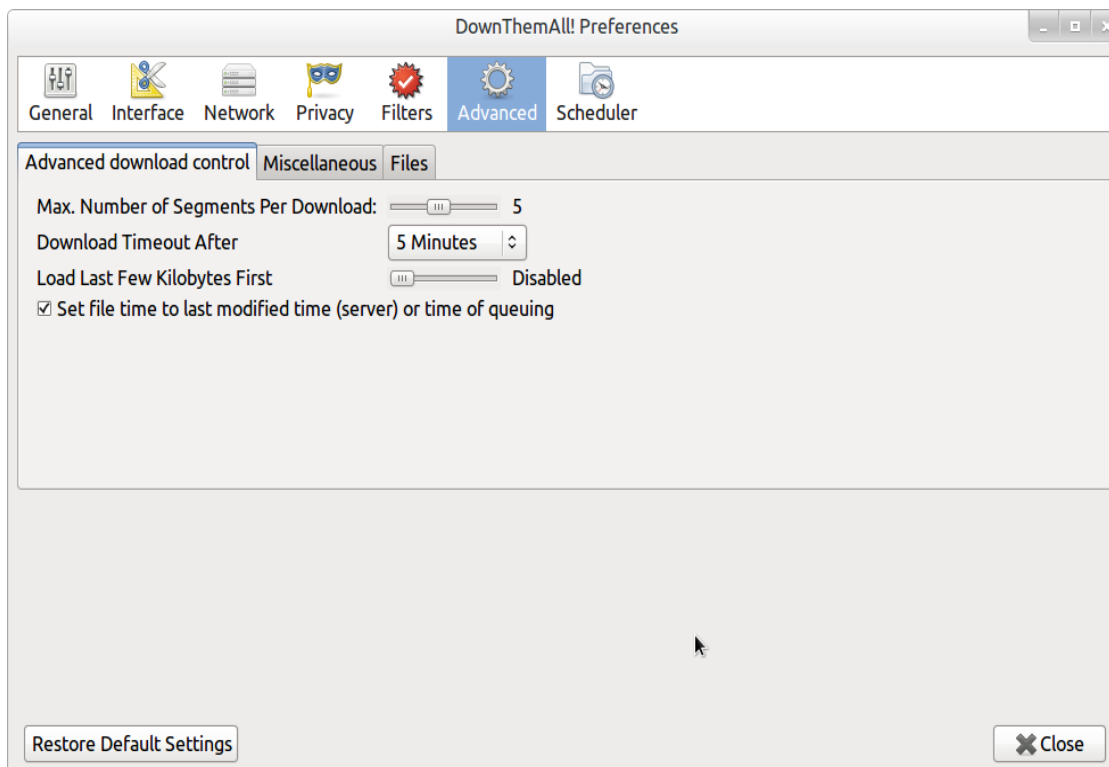 DownThemAll! Preferences
General Interface Network Privacy Filters Advanced Scheduler
Advanced download control Miscellaneous Files
Max. Number of Segments Per Download: 5
Download Timeout After 5 Minutes
Load Last Few Kilobytes First Disabled
Set file time to last modified time (server) or time of queuing
Restore Default Settings Close